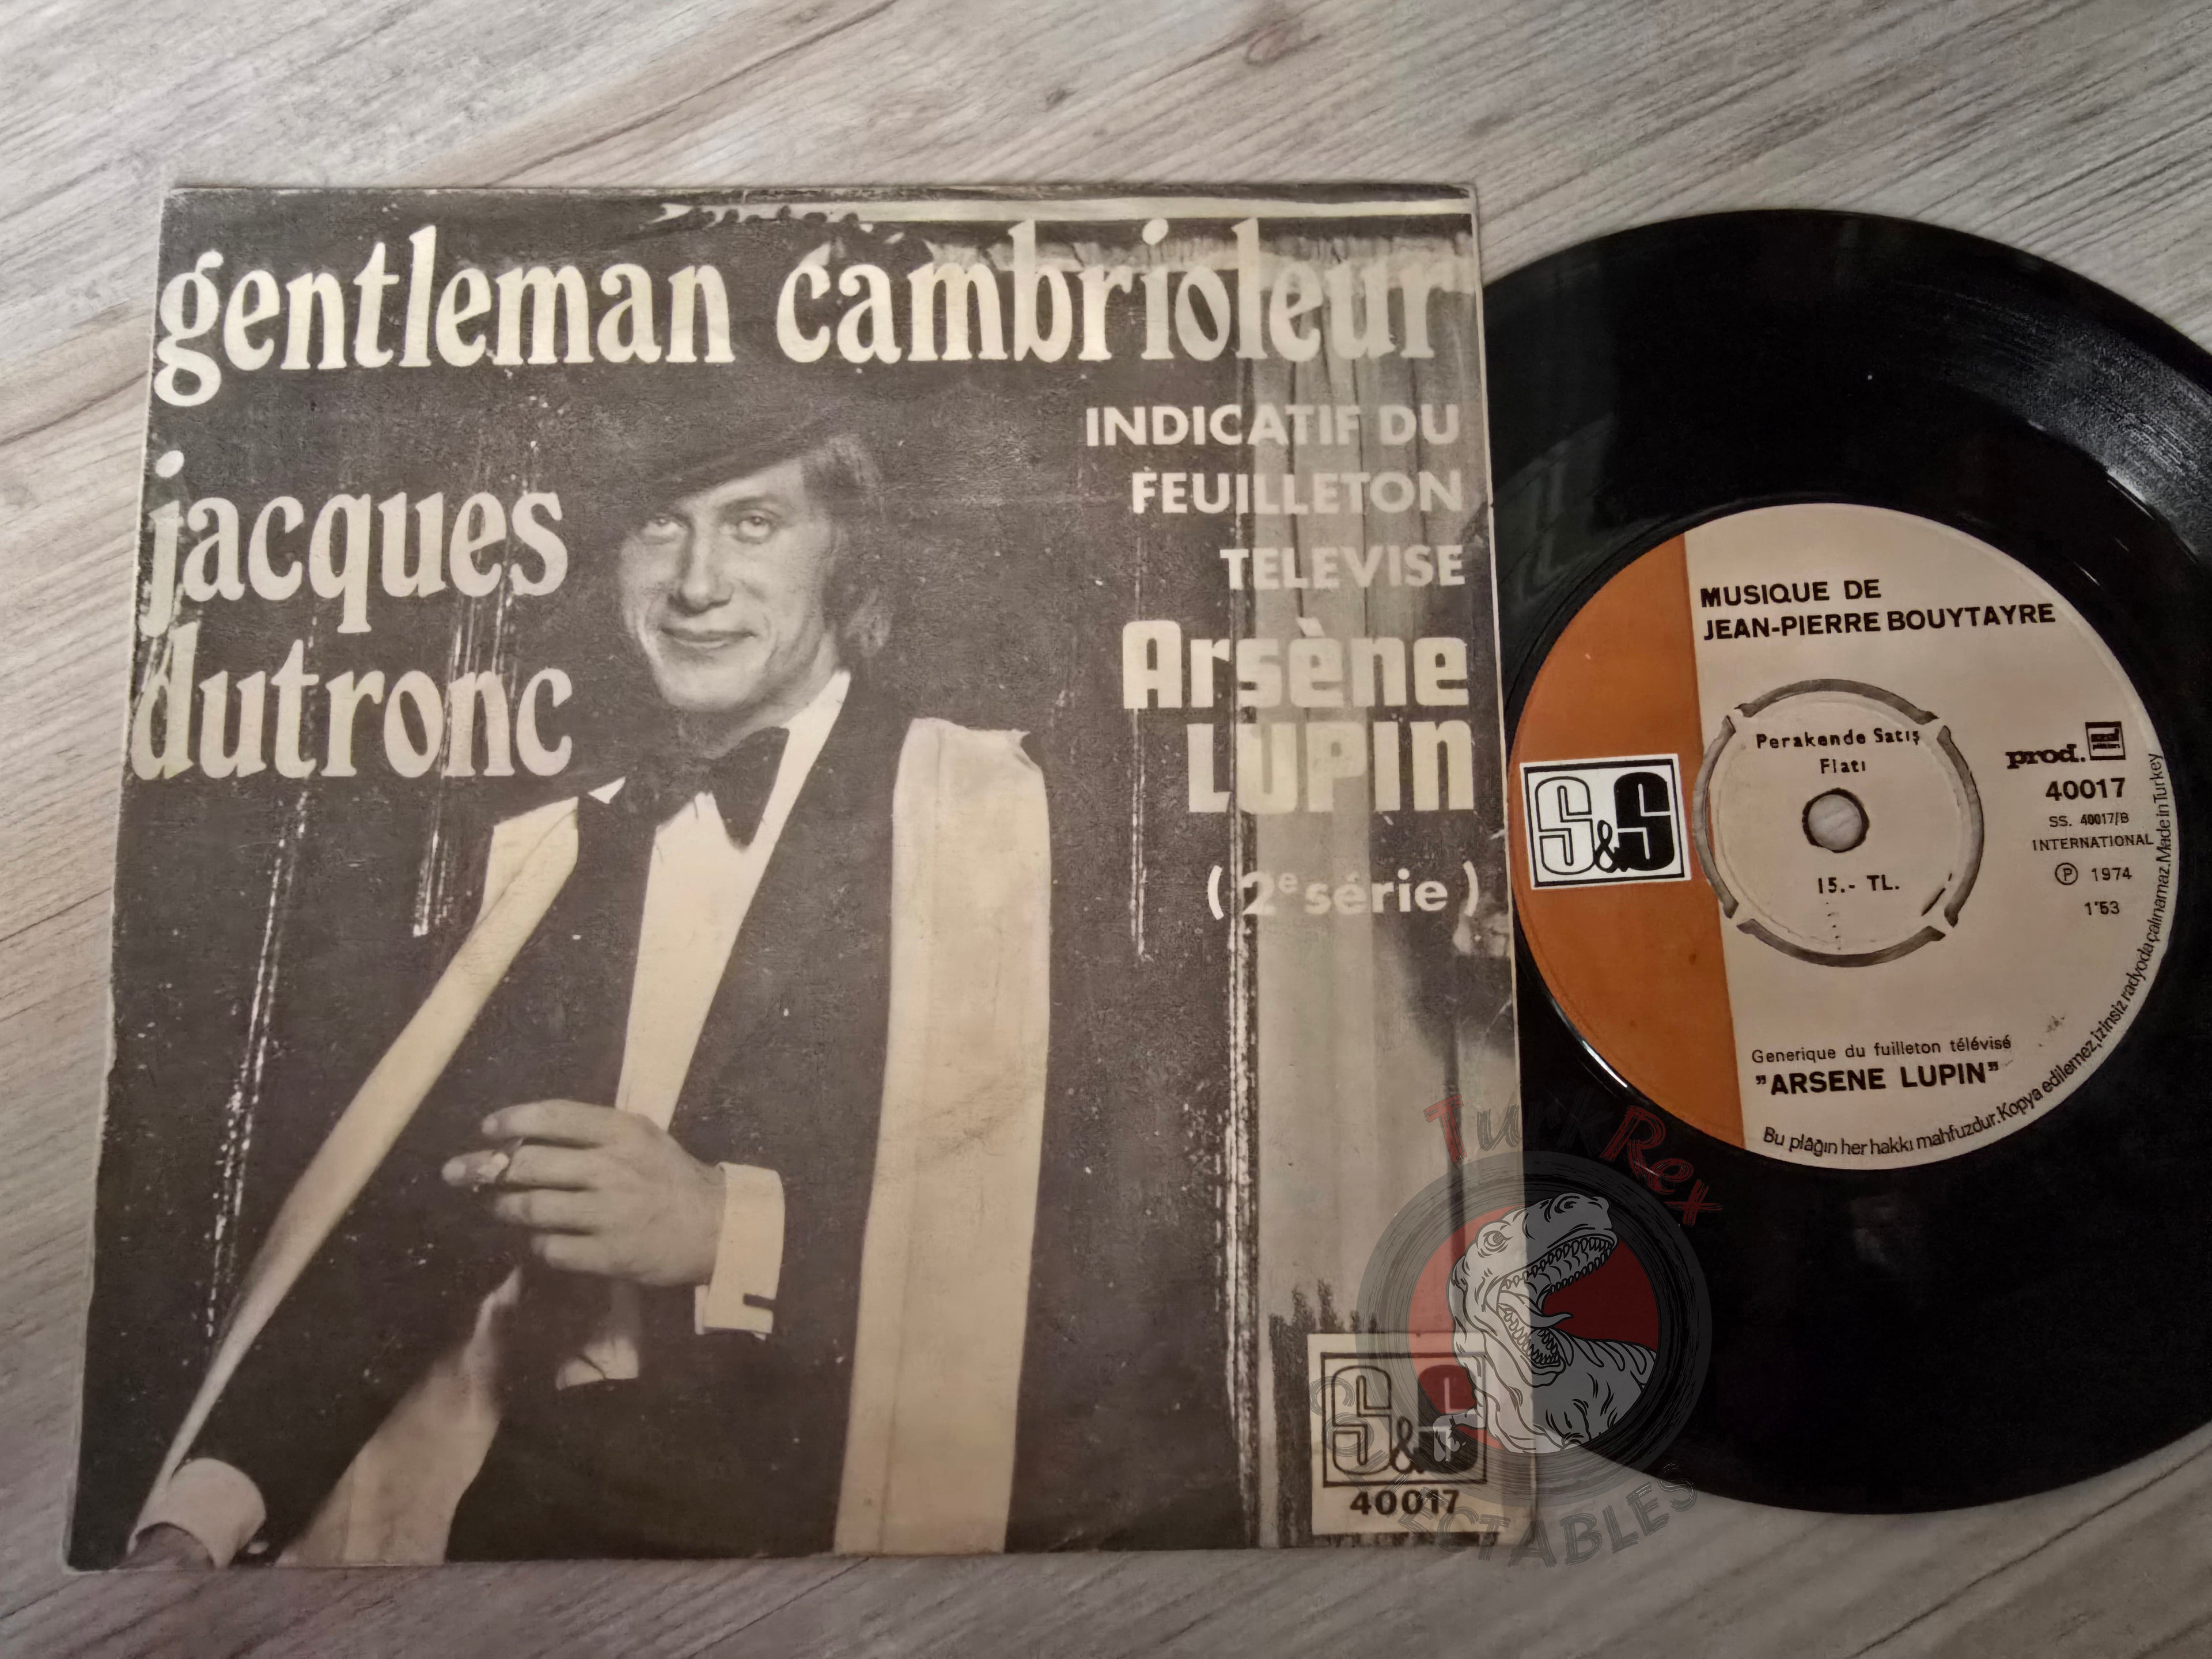 gentleman cambrioleur
jacques
dutronc
INDICATIF DU
FEUILLETON
TELEVISE
Arsène
LUPIN
(2e série)
S&S
40017
MUSIQUE DE
JEAN-PIERRE BOUYTAYRE
Perakende Satış
Fiatı
15.- TL.
S&S
prod.
40017
SS. 40017/B
INTERNATIONAL
℗ 1974
1'53
Generique du fuilleton télévisé
"ARSENE LUPIN"
Bu plâğın her hakkı mahfuzdur. Kopya edilemez, izinsiz radyoda çalınamaz. Made in Turkey
Turk Rex